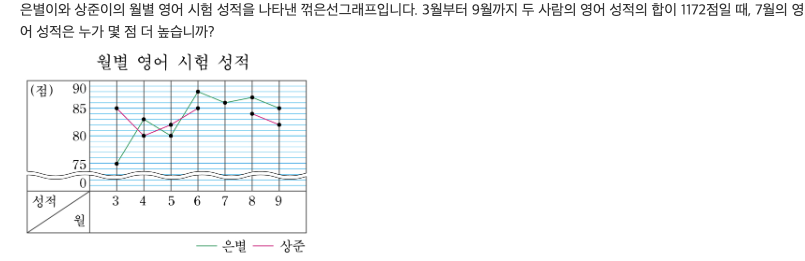 은별이와 상준이의 월별 영어 시험 성적을 나타낸 꺾은선그래프입니다. 3월부터 9월까지 두 사람의 영어 성적의 합이 1172점일 때, 7월의 영
어 성적은 누가 몇 점 더 높습니까?
월별 영어 시험 성적
(점) 90
85
80
75
0
성적 3 4 5 6 7 8 9
월
은별 상준